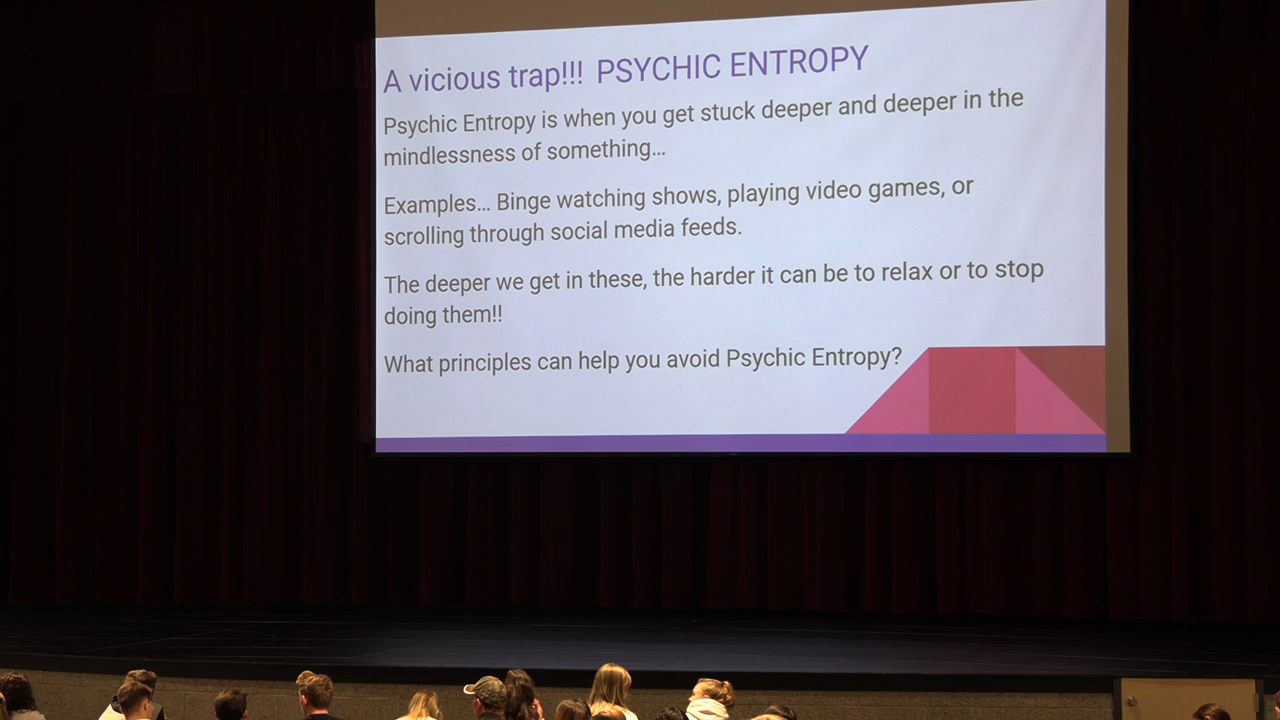 A vicious trap!!! PSYCHIC ENTROPY
Psychic Entropy is when you get stuck deeper and deeper in the
mindlessness of something…
Examples… Binge watching shows, playing video games, or
scrolling through social media feeds.
The deeper we get in these, the harder it can be to relax or to stop
doing them!!
What principles can help you avoid Psychic Entropy?